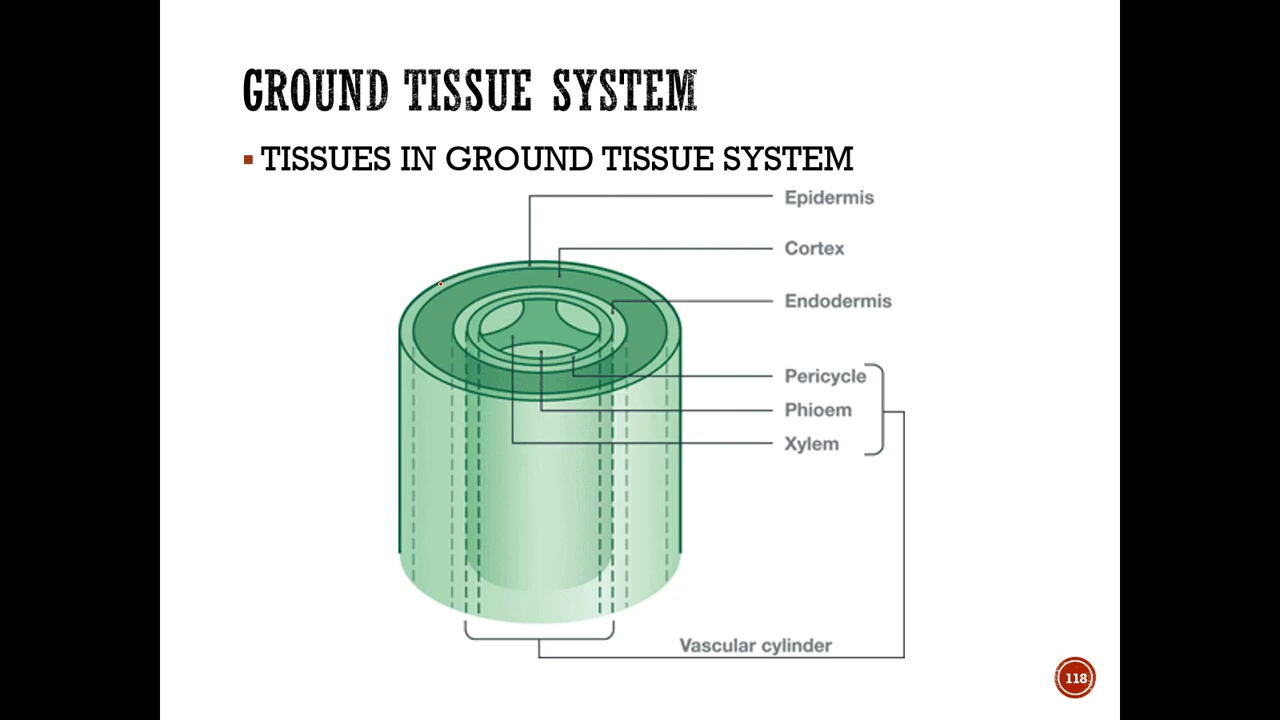 GROUND TISSUE SYSTEM
TISSUES IN GROUND TISSUE SYSTEM
Epidermis
Cortex
Endodermis
Pericycle
Phioem
Xylem
Vascular cylinder
118